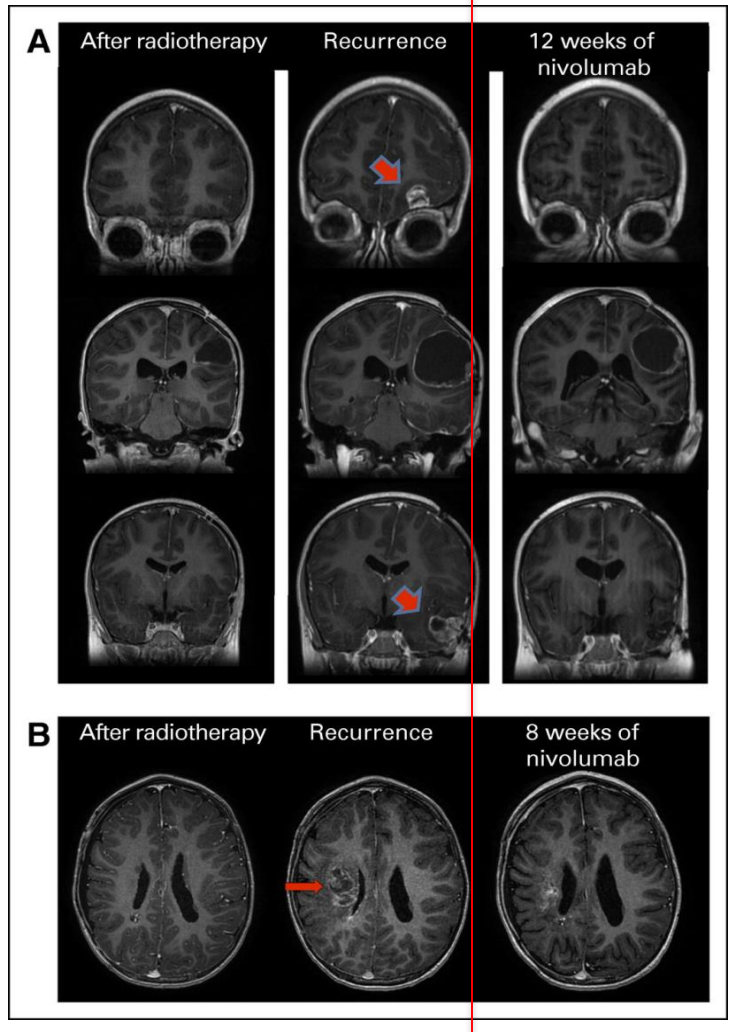 A
After radiotherapy
Recurrence
12 weeks of
nivolumab
B
After radiotherapy
Recurrence
8 weeks of
nivolumab